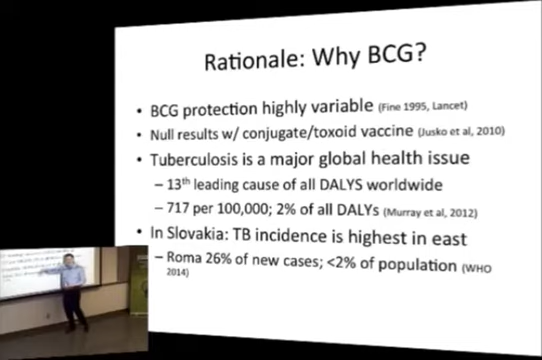 Rationale: Why BCG?
• BCG protection highly variable (Fine 1995, Lancet)
• Null results w/ conjugate/toxoid vaccine (Jusko et al, 2010)
• Tuberculosis is a major global health issue
– 13th leading cause of all DALYS worldwide
– 717 per 100,000; 2% of all DALYs (Murray et al, 2012)
• In Slovakia: TB incidence is highest in east
– Roma 26% of new cases; <2% of population (WHO
2014)